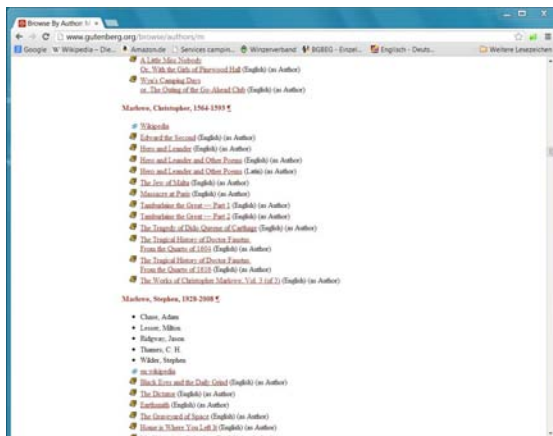 Browse By Author: M
www.gutenberg.org/browse/authors/m
Google
Wikipedia – Die...
Amazon.de
Services campin...
Winzerverband
BGBEG - Einzel...
Englisch - Deuts...
Weitere Lesezeichen
A Little Miss Nobody
Or, With the Girls of Pinewood Hall (English) (as Author)
Wyn's Camping Days
or, The Outing of the Go-Ahead Club (English) (as Author)
Marlowe, Christopher, 1564-1593 ¶
Wikipedia
Edward the Second (English) (as Author)
Hero and Leander (English) (as Author)
Hero and Leander and Other Poems (English) (as Author)
Hero and Leander and Other Poems (Latin) (as Author)
The Jew of Malta (English) (as Author)
Massacre at Paris (English) (as Author)
Tamburlaine the Great — Part 1 (English) (as Author)
Tamburlaine the Great — Part 2 (English) (as Author)
The Tragedy of Dido Queene of Carthage (English) (as Author)
The Tragical History of Doctor Faustus
From the Quarto of 1604 (English) (as Author)
The Tragical History of Doctor Faustus
From the Quarto of 1616 (English) (as Author)
The Works of Christopher Marlowe, Vol. 3 (of 3) (English) (as Author)
Marlowe, Stephen, 1928-2008 ¶
Chase, Adam
Lesser, Milton
Ridgway, Jason
Thames, C. H.
Wilder, Stephen
en.wikipedia
Black Eyes and the Daily Grind (English) (as Author)
The Dictator (English) (as Author)
Earthsmith (English) (as Author)
The Graveyard of Space (English) (as Author)
Home is Where You Left It (English) (as Author)